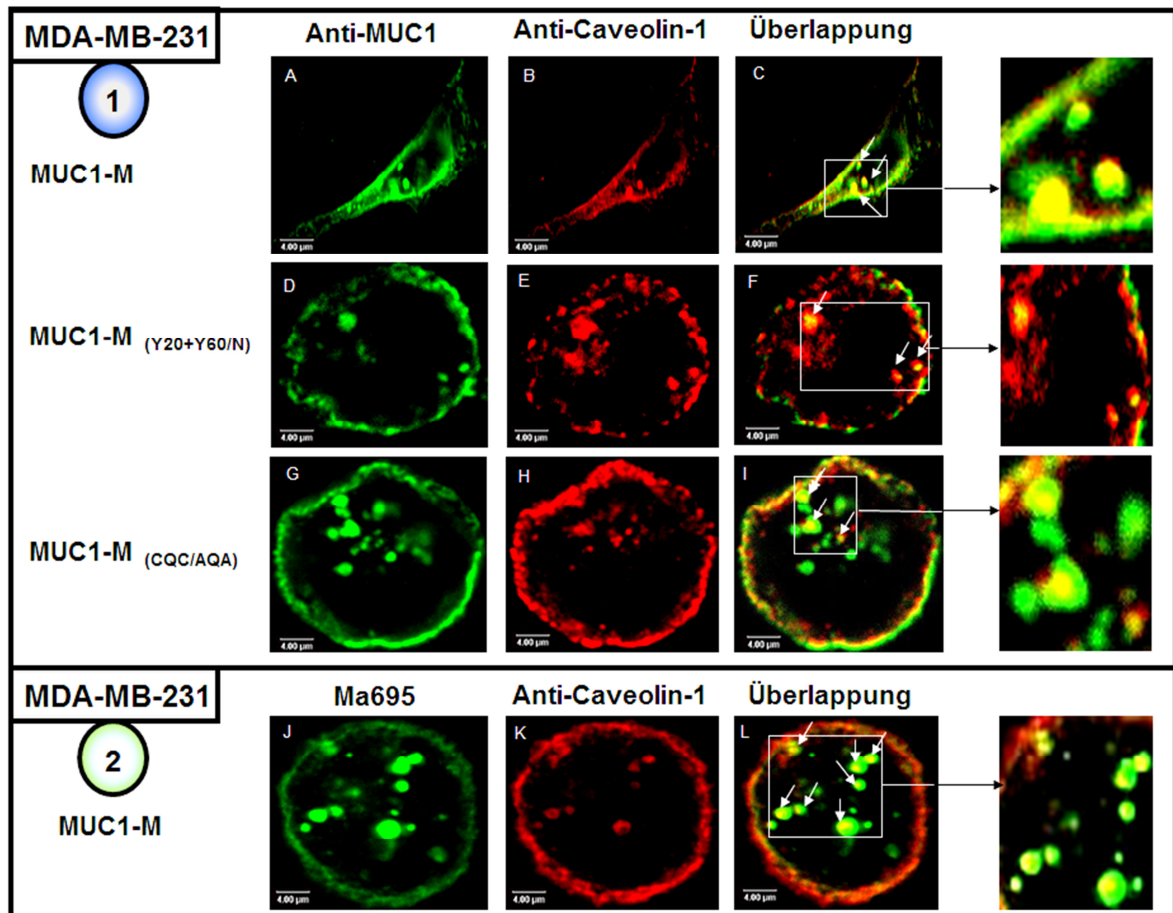 MDA-MB-231 Anti-MUC1 Anti-Caveolin-1 Überlappung
1
MUC1-M
A B C
4.00 µm 4.00 µm 4.00 µm
MUC1-M (Y20+Y60/N)
D E F
4.00 µm 4.00 µm 4.00 µm
MUC1-M (CQC/AQA)
G H I
4.00 µm 4.00 µm 4.00 µm
MDA-MB-231 Ma695 Anti-Caveolin-1 Überlappung
2
MUC1-M
J K L
4.00 µm 4.00 µm 4.00 µm